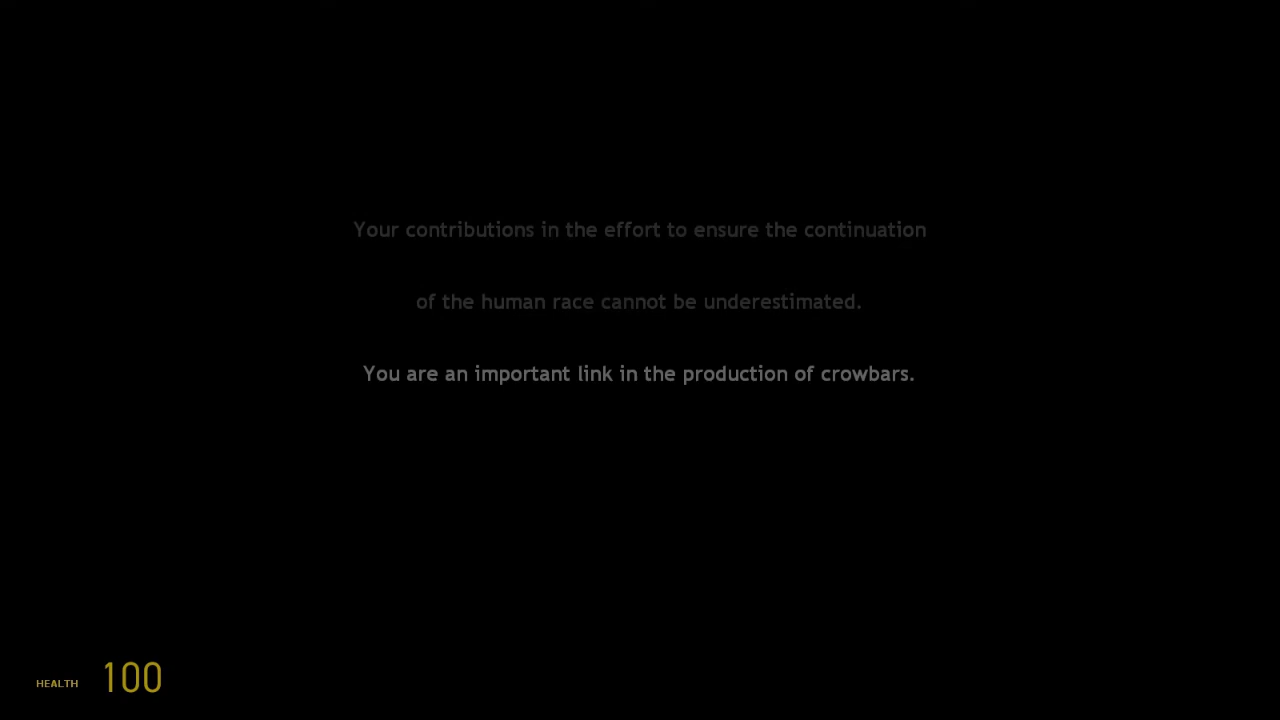 Your contributions in the effort to ensure the continuation
of the human race cannot be underestimated.
You are an important link in the production of crowbars.
HEALTH 100